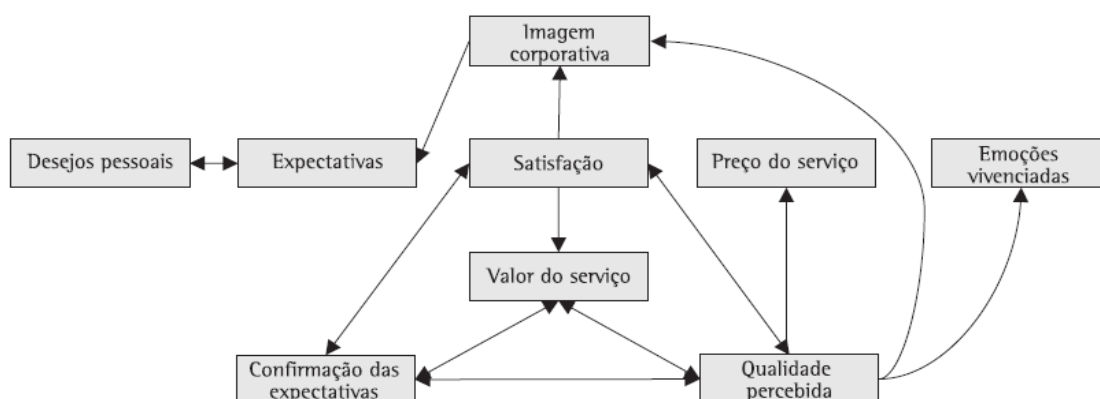 Imagem
corporativa
Desejos pessoais
Expectativas
Satisfação
Preço do serviço
Emoções
vivenciadas
Valor do serviço
Confirmação das
expectativas
Qualidade
percebida